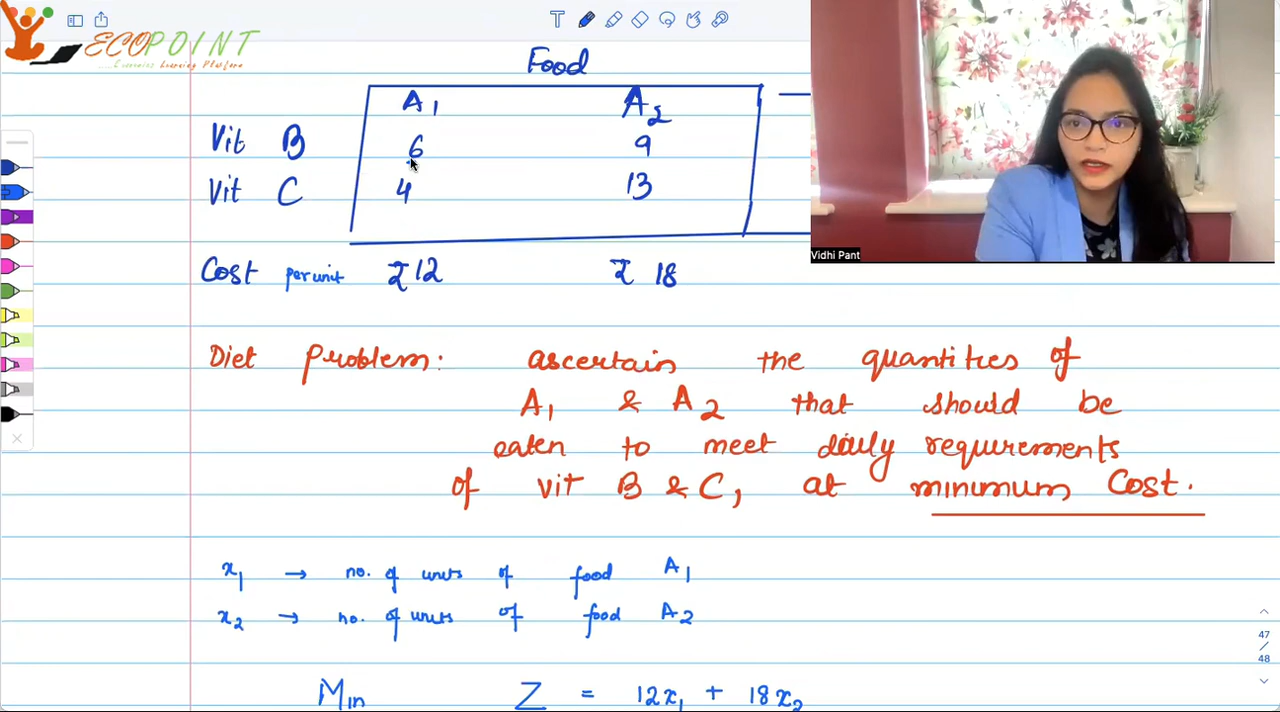 ECOPOINT
Economics Learning Platform
Food
A1 A2
Vit B 6 9
Vit C 4 13
Cost per unit ₹12 ₹ 18
Vidhi Pant
Diet problem: ascertain the quantities of
A1 & A2 that should be
eaten to meet daily requirements
of vit B & C, at minimum cost.
x1 → no. of units of food A1
x2 → no. of units of food A2
47
/
48
Min Z = 12x1 + 18x2